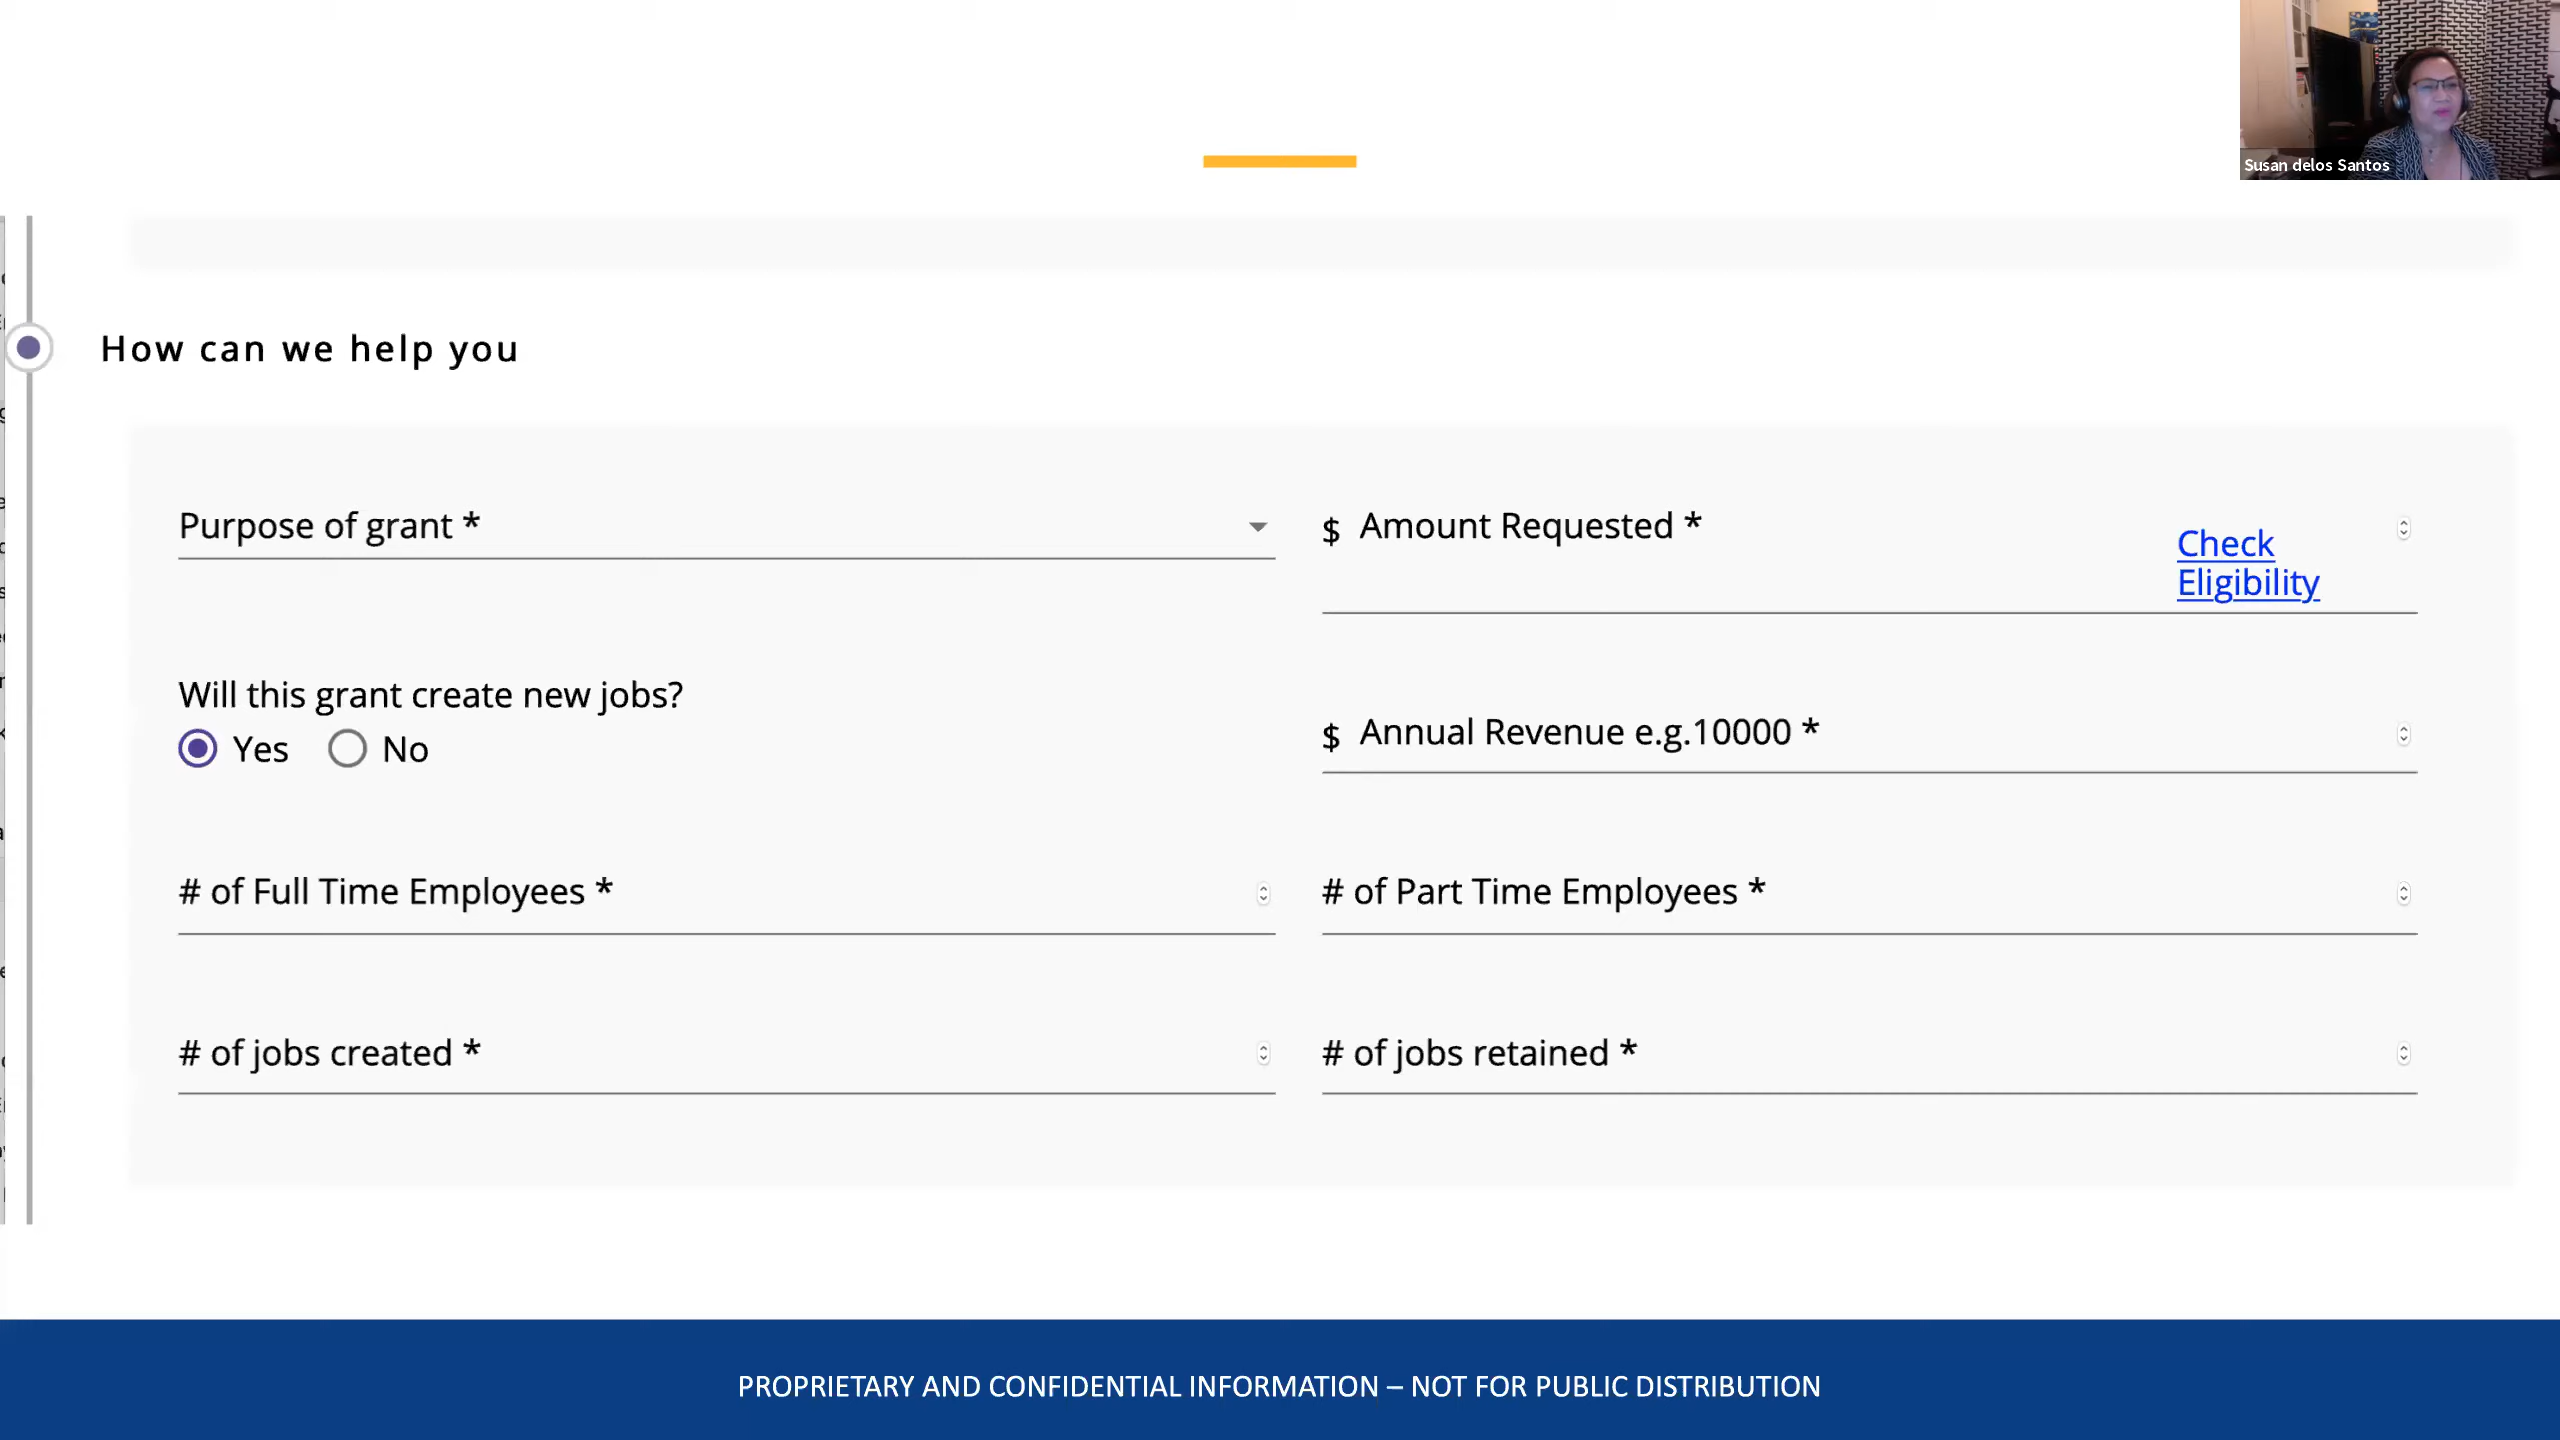 Susan delos Santos
How can we help you
Purpose of grant *
$ Amount Requested *
Check
Eligibility
Will this grant create new jobs?
Yes No
$ Annual Revenue e.g.10000 *
# of Full Time Employees *
# of Part Time Employees *
# of jobs created *
# of jobs retained *
PROPRIETARY AND CONFIDENTIAL INFORMATION – NOT FOR PUBLIC DISTRIBUTION